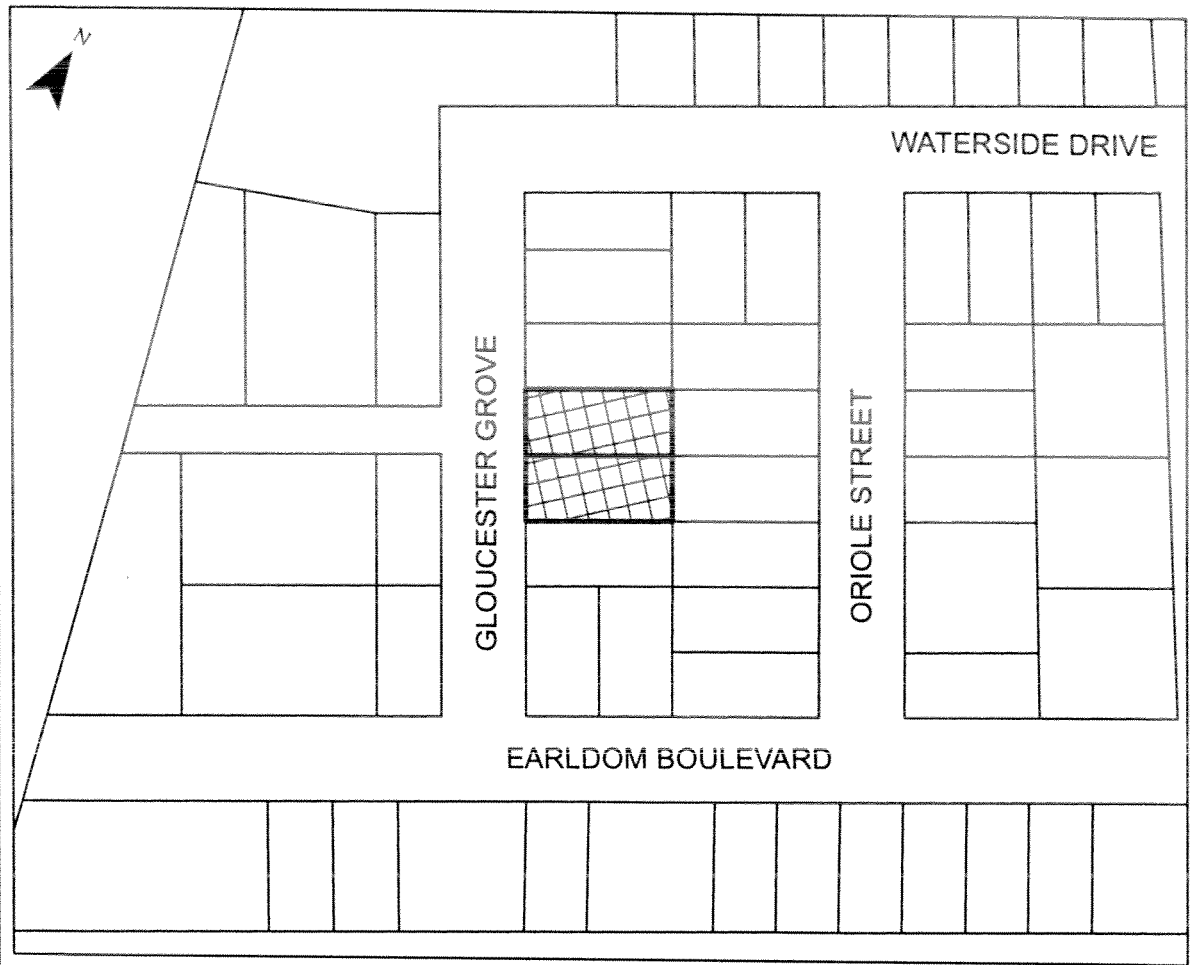 N
WATERSIDE DRIVE
GLOUCESTER GROVE
ORIOLE STREET
EARLDOM BOULEVARD